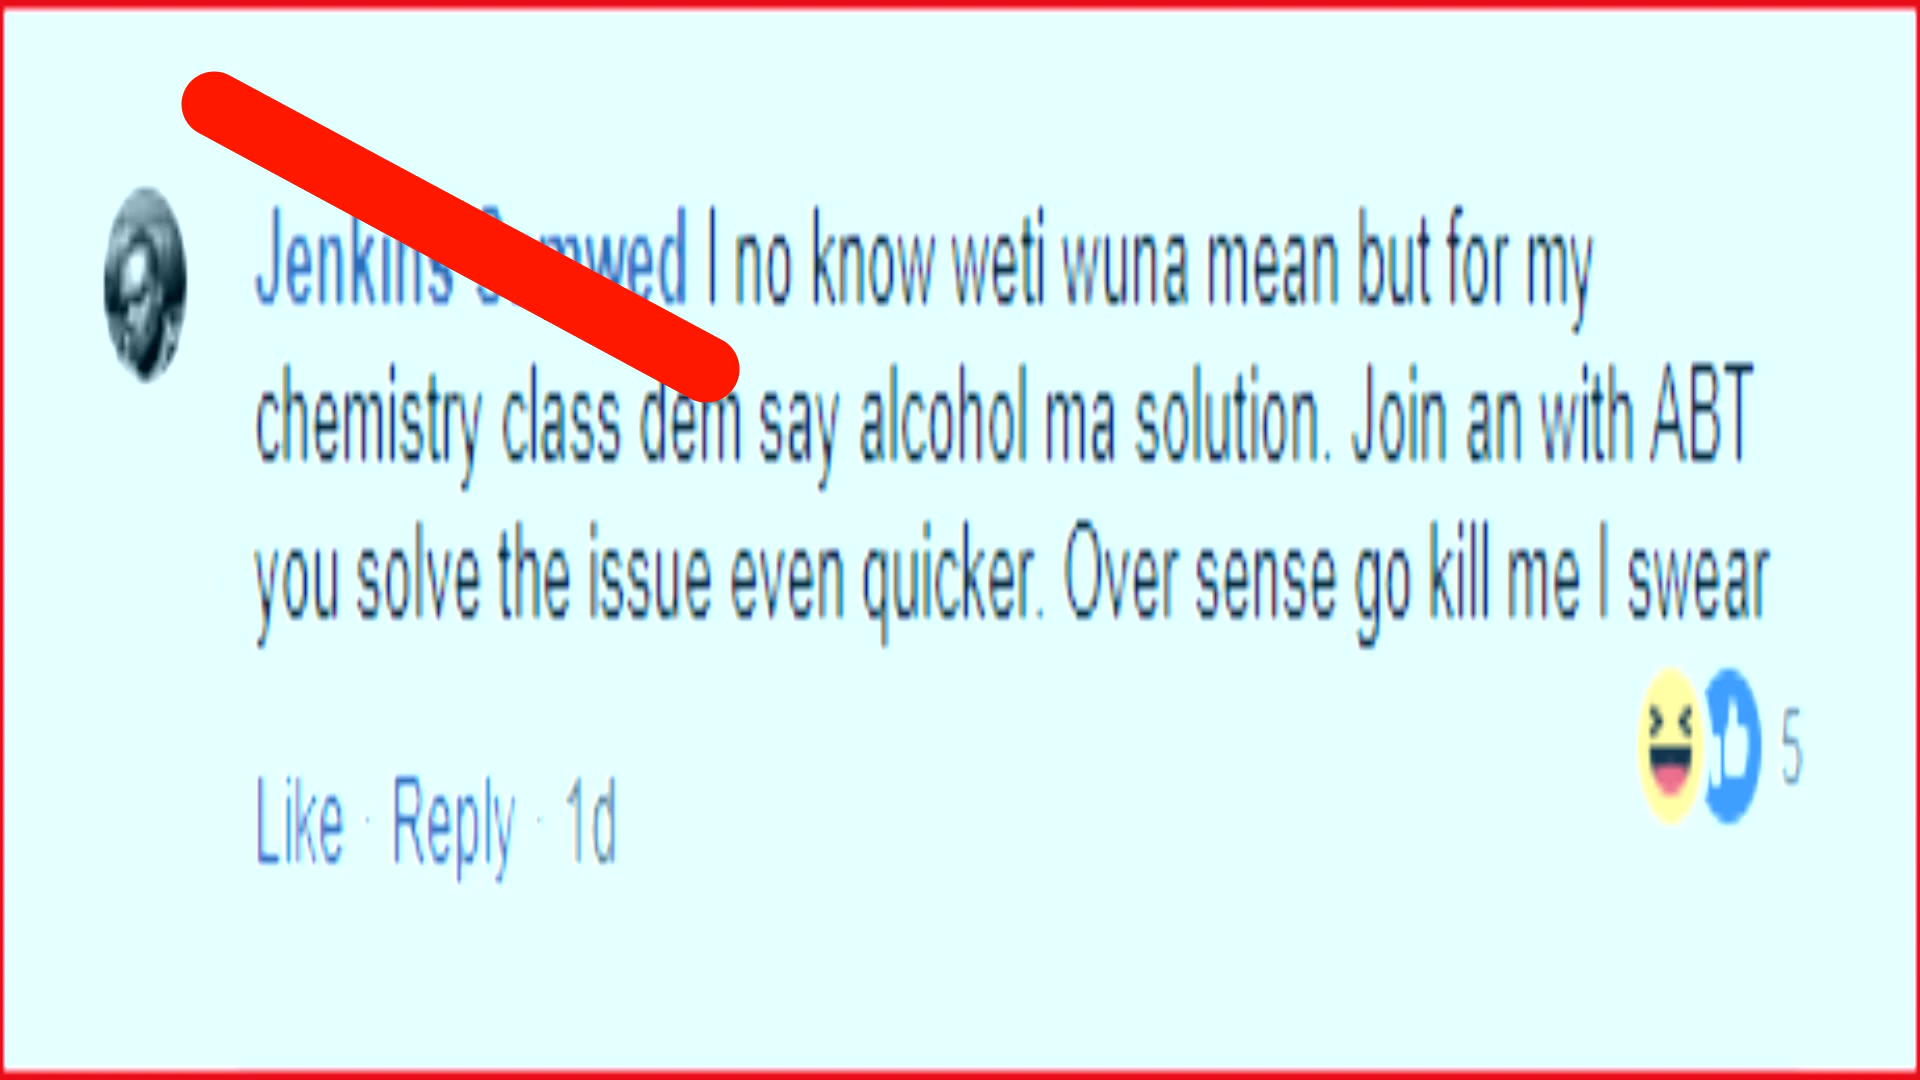 Jenkins I no know weti wuna mean but for my
chemistry class dem say alcohol ma solution. Join an with ABT
you solve the issue even quicker. Over sense go kill me I swear
5
Like · Reply · 1d